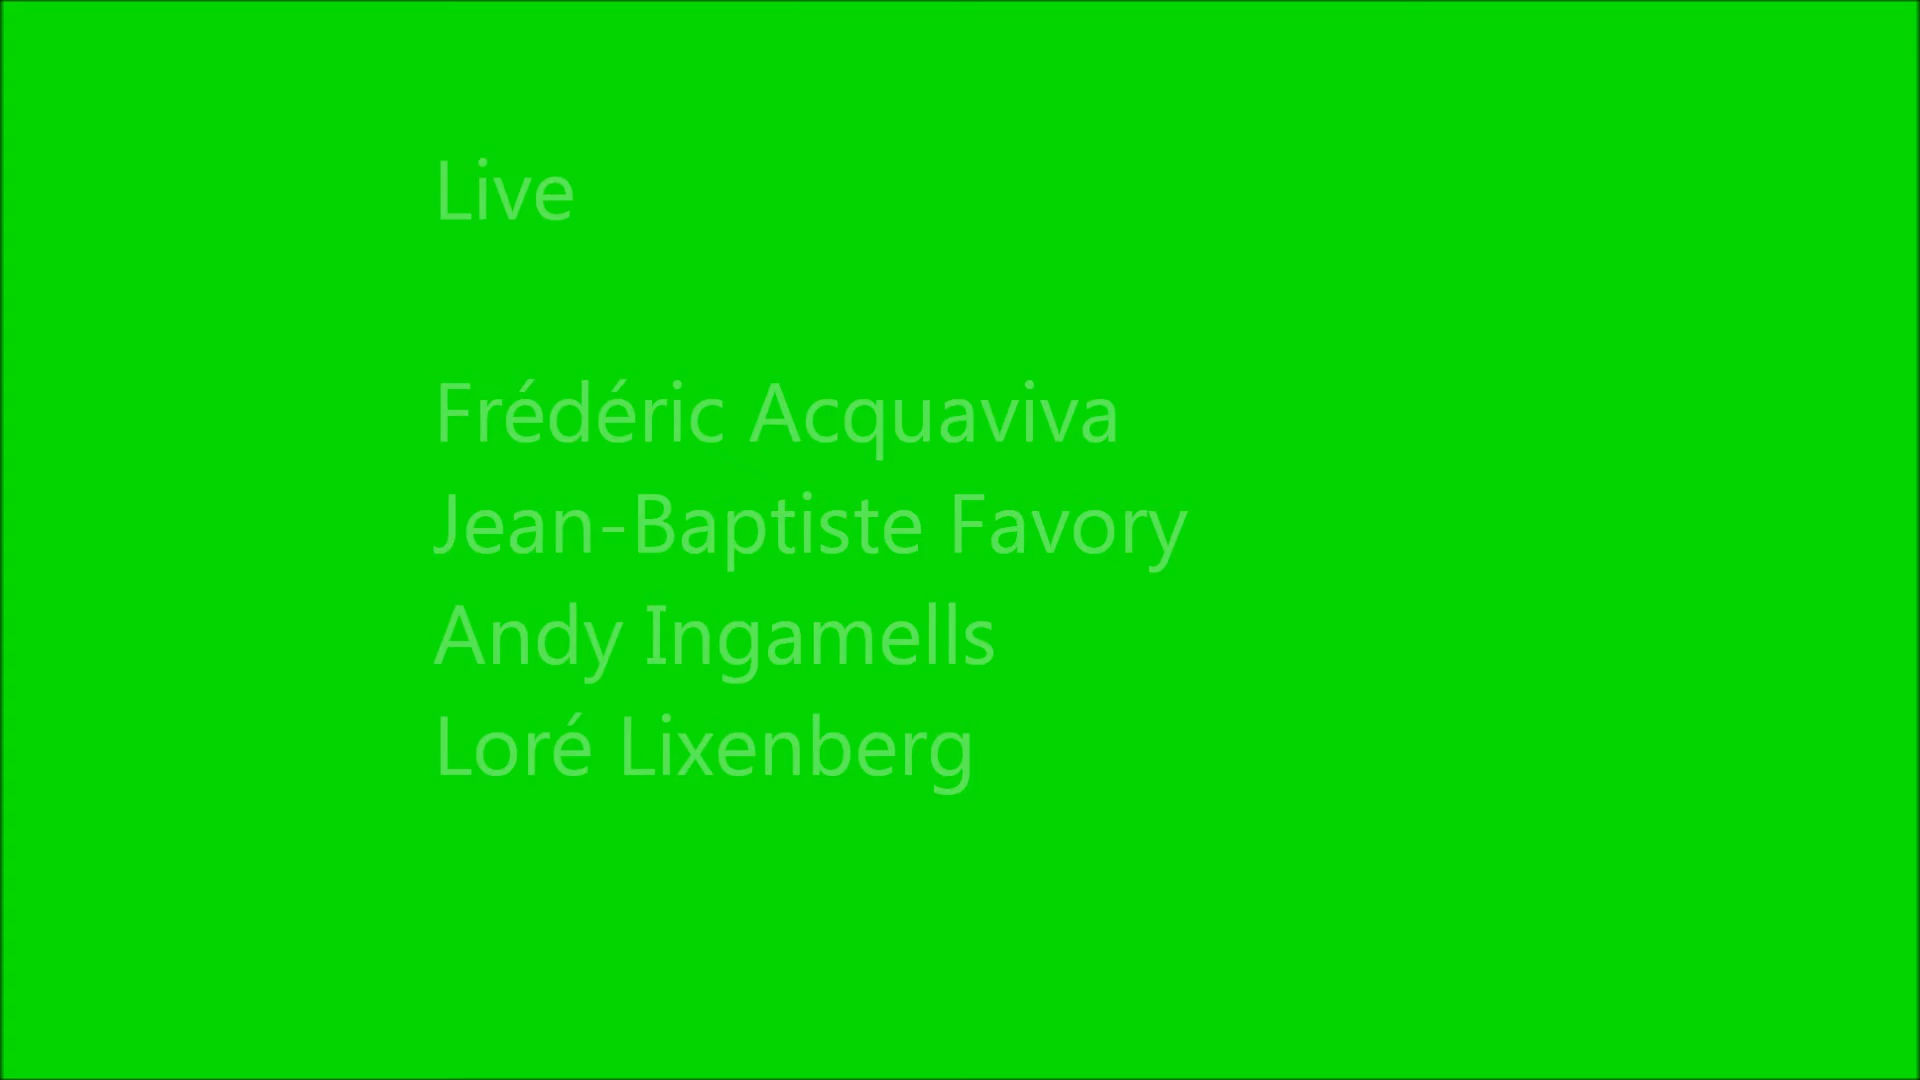 Live
Frédéric Acquaviva
Jean-Baptiste Favory
Andy Ingamells
Loré Lixenberg